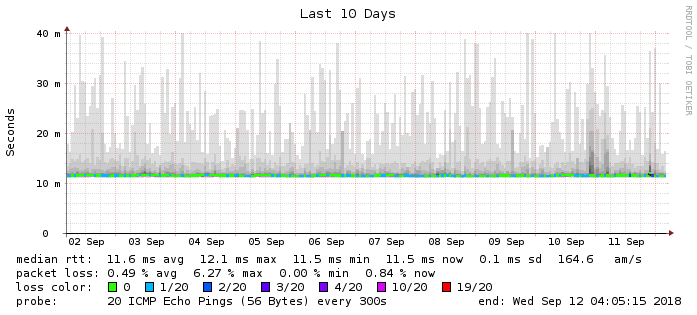 Last 10 Days
RRDTOOL / TOBI OETIKER
Seconds
40 m
30 m
20 m
10 m
0
02 Sep 03 Sep 04 Sep 05 Sep 06 Sep 07 Sep 08 Sep 09 Sep 10 Sep 11 Sep
median rtt: 11.6 ms avg 12.1 ms max 11.5 ms min 11.5 ms now 0.1 ms sd 164.6 am/s
packet loss: 0.49 % avg 6.27 % max 0.00 % min 0.84 % now
loss color: 0 1/20 2/20 3/20 4/20 10/20 19/20
probe: 20 ICMP Echo Pings (56 Bytes) every 300s end: Wed Sep 12 04:05:15 2018